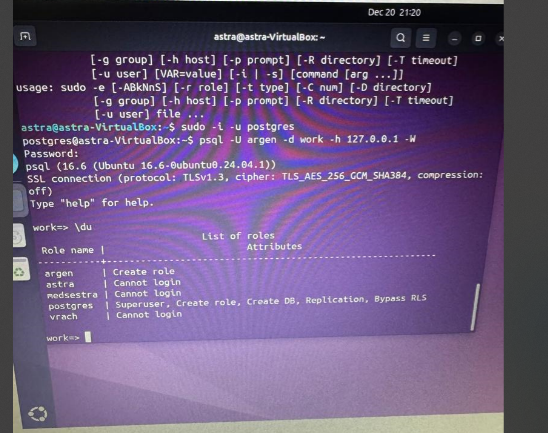 Dec 20 21:20
astra@astra-VirtualBox: ~
[-g group] [-h host] [-p prompt] [-R directory] [-T timeout]
[-u user] [VAR=value] [-i | -s] [command [arg ...]]
usage: sudo -e [-ABkNnS] [-r role] [-t type] [-C num] [-D directory]
[-g group] [-h host] [-p prompt] [-R directory] [-T timeout]
[-u user] file ...
astra@astra-VirtualBox:~$ sudo -i -u postgres
postgres@astra-VirtualBox:~$ psql -U argen -d work -h 127.0.0.1 -W
Password:
psql (16.6 (Ubuntu 16.6-0ubuntu0.24.04.1))
SSL connection (protocol: TLSv1.3, cipher: TLS_AES_256_GCM_SHA384, compression:
off)
Type "help" for help.
work=> \du
List of roles
Role name | Attributes
-----------+------------------------------------------------------------
argen | Create role
astra | Cannot login
medsestra | Cannot login
postgres | Superuser, Create role, Create DB, Replication, Bypass RLS
vrach | Cannot login
work=>